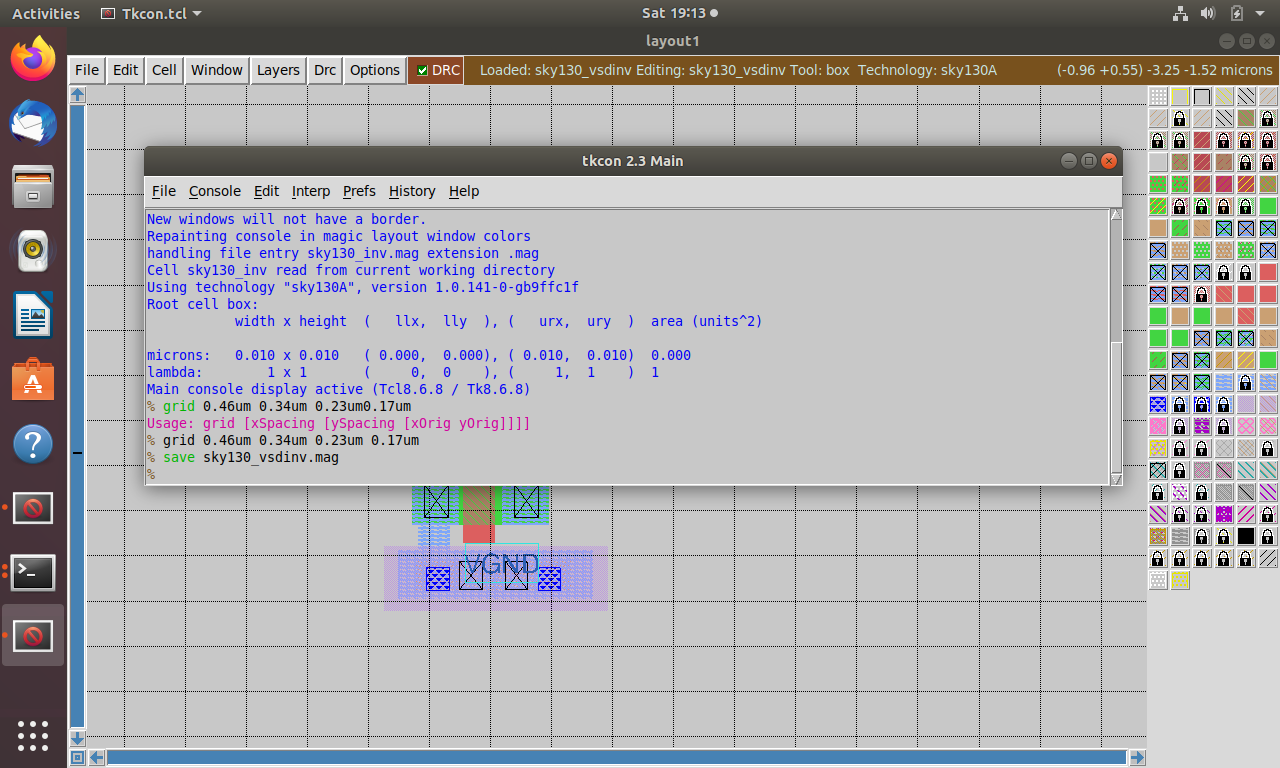 Activities Tkcon.tcl Sat 19:13
layout1
File Edit Cell Window Layers Drc Options DRC Loaded: sky130_vsdinv Editing: sky130_vsdinv Tool: box Technology: sky130A (-0.96 +0.55) -3.25 -1.52 microns
tkcon 2.3 Main
File Console Edit Interp Prefs History Help
New windows will not have a border.
Repainting console in magic layout window colors
handling file entry sky130_inv.mag extension .mag
Cell sky130_inv read from current working directory
Using technology "sky130A", version 1.0.141-0-gb9ffc1f
Root cell box:
width x height ( llx, lly ), ( urx, ury ) area (units^2)
microns: 0.010 x 0.010 ( 0.000, 0.000), ( 0.010, 0.010) 0.000
lambda: 1 x 1 ( 0, 0 ), ( 1, 1 ) 1
Main console display active (Tcl8.6.8 / Tk8.6.8)
% grid 0.46um 0.34um 0.23um0.17um
Usage: grid [xSpacing [ySpacing [xOrig yOrig]]]]
% grid 0.46um 0.34um 0.23um 0.17um
% save sky130_vsdinv.mag
%
VGND